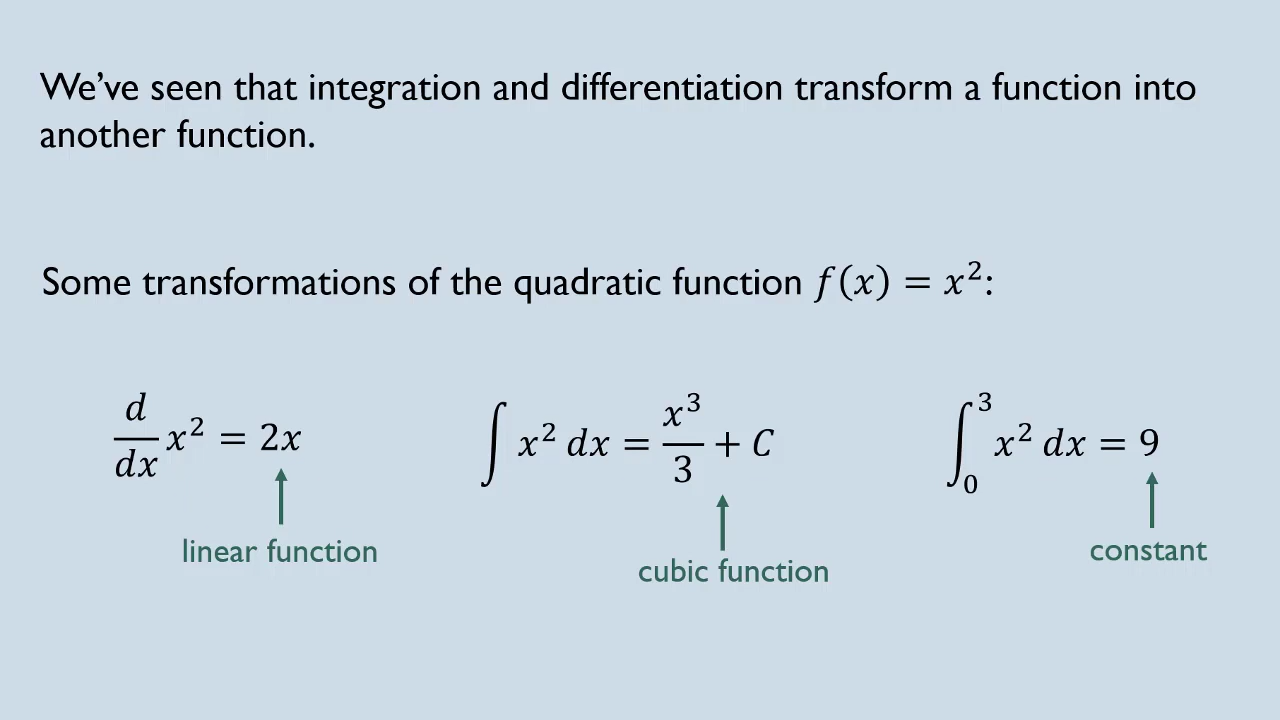 We've seen that integration and differentiation transform a function into
another function.
Some transformations of the quadratic function f(x) = x²:
d/dx x² = 2x
∫ x² dx = x³/3 + C
∫₀³ x² dx = 9
linear function
cubic function
constant